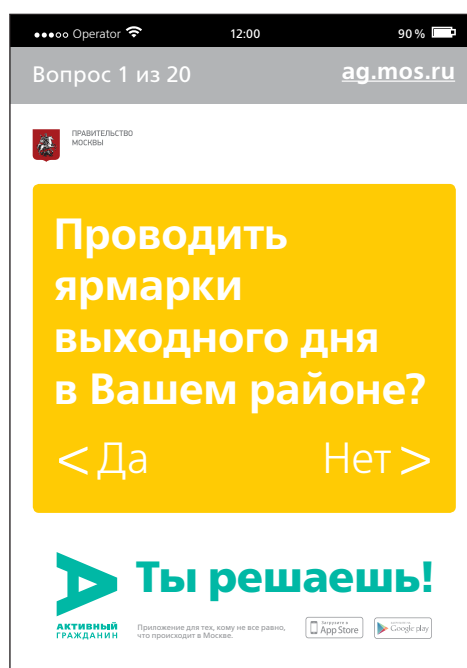 Operator 12:00 90 %
Вопрос 1 из 20 ag.mos.ru
ПРАВИТЕЛЬСТВО
МОСКВЫ
Проводить
ярмарки
выходного дня
в Вашем районе?
< Да Нет >
Ты решаешь!
АКТИВНЫЙ
ГРАЖДАНИН
Приложение для тех, кому не все равно,
что происходит в Москве.
Загрузите в
App Store
Google play